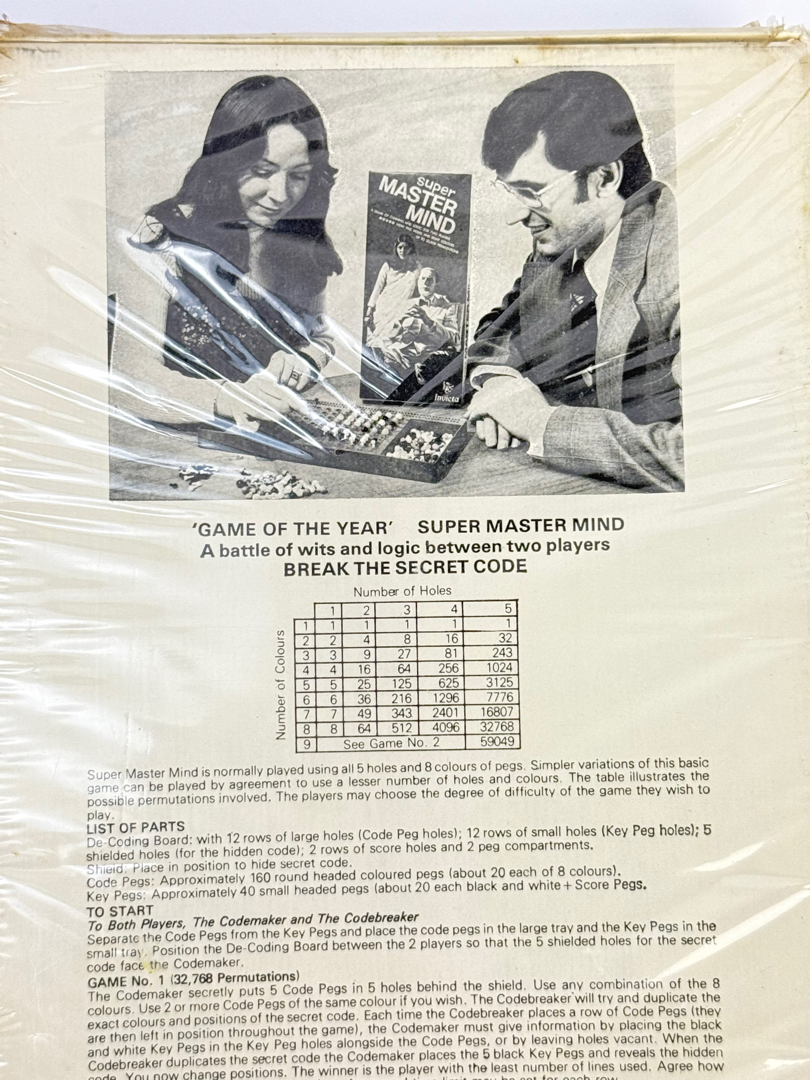 super
MASTER
MIND
Invicta
'GAME OF THE YEAR' SUPER MASTER MIND
A battle of wits and logic between two players
BREAK THE SECRET CODE
Number of Holes
1 2 3 4 5
Number of Colours
1 1 1 1 1 1
2 2 4 8 16 32
3 3 9 27 81 243
4 4 16 64 256 1024
5 5 25 125 625 3125
6 6 36 216 1296 7776
7 7 49 343 2401 16807
8 8 64 512 4096 32768
9 See Game No. 2 59049
Super Master Mind is normally played using all 5 holes and 8 colours of pegs. Simpler variations of this basic
game can be played by agreement to use a lesser number of holes and colours. The table illustrates the
possible permutations involved. The players may choose the degree of difficulty of the game they wish to
play.
LIST OF PARTS
De-Coding Board: with 12 rows of large holes (Code Peg holes); 12 rows of small holes (Key Peg holes); 5
shielded holes (for the hidden code); 2 rows of score holes and 2 peg compartments.
Shield: Place in position to hide secret code.
Code Pegs: Approximately 160 round headed coloured pegs (about 20 each of 8 colours).
Key Pegs: Approximately 40 small headed pegs (about 20 each black and white + Score Pegs.
TO START
To Both Players, The Codemaker and The Codebreaker
Separate the Code Pegs from the Key Pegs and place the code pegs in the large tray and the Key Pegs in the
small tray. Position the De-Coding Board between the 2 players so that the 5 shielded holes for the secret
code face the Codemaker.
GAME No. 1 (32,768 Permutations)
The Codemaker secretly puts 5 Code Pegs in 5 holes behind the shield. Use any combination of the 8
colours. Use 2 or more Code Pegs of the same colour if you wish. The Codebreaker will try and duplicate the
exact colours and positions of the secret code. Each time the Codebreaker places a row of Code Pegs (they
are then left in position throughout the game), the Codemaker must give information by placing the black
and white Key Pegs in the Key Peg holes alongside the Code Pegs, or by leaving holes vacant. When the
Codebreaker duplicates the secret code the Codemaker places the 5 black Key Pegs and reveals the hidden
code. You now change positions. The winner is the player with the least number of lines used. Agree how